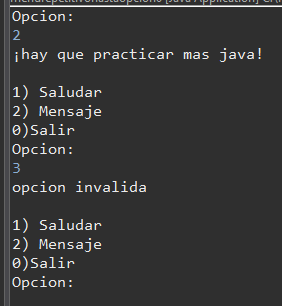 Opcion:
2
¡hay que practicar mas java!
1) Saludar
2) Mensaje
0)Salir
Opcion:
3
opcion invalida
1) Saludar
2) Mensaje
0)Salir
Opcion: